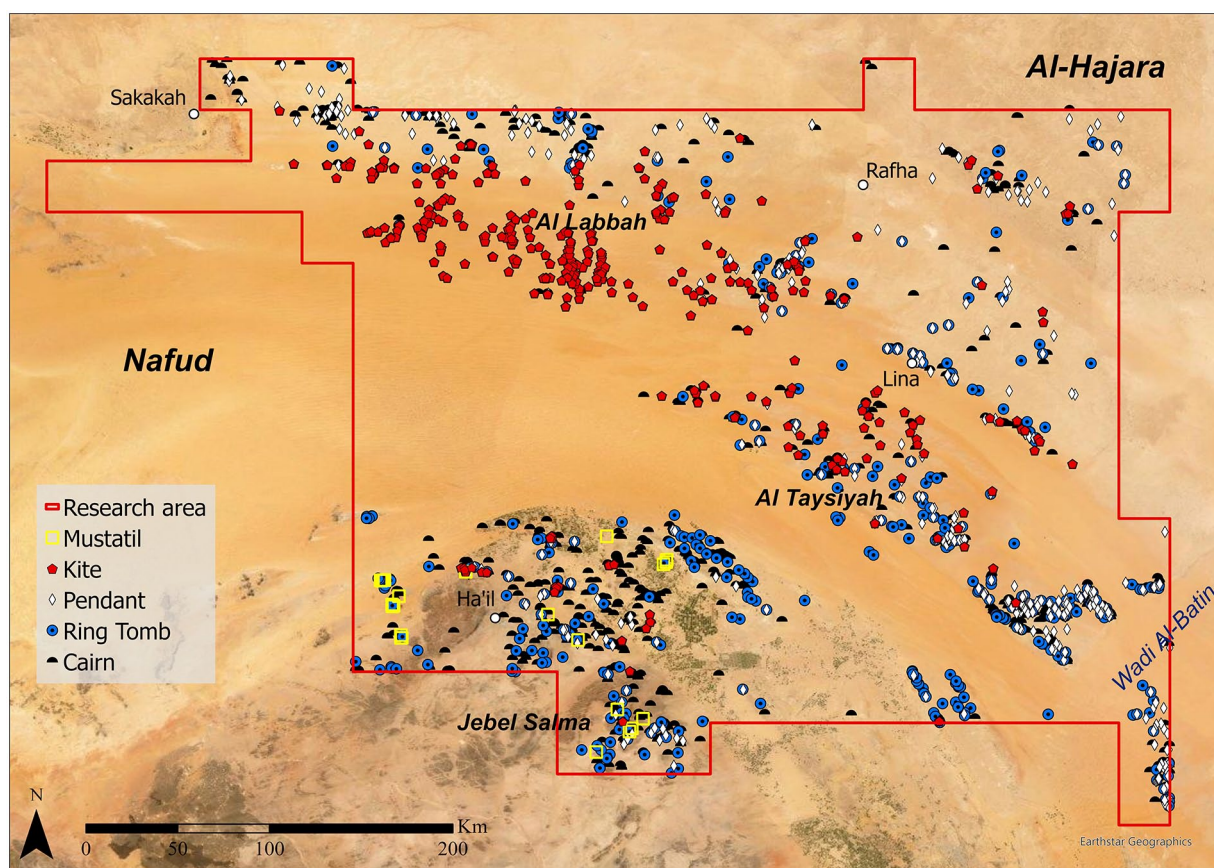 Al-Hajara
Sakakah
Rafha
Al Labbah
Nafud
Lina
Al Taysiyah
Research area
Mustatil
Kite
Pendant
Ring Tomb
Cairn
Ha'il
Wadi Al-Batin
Jebel Salma
N
Km
0 50 100 200
Earthstar Geographics